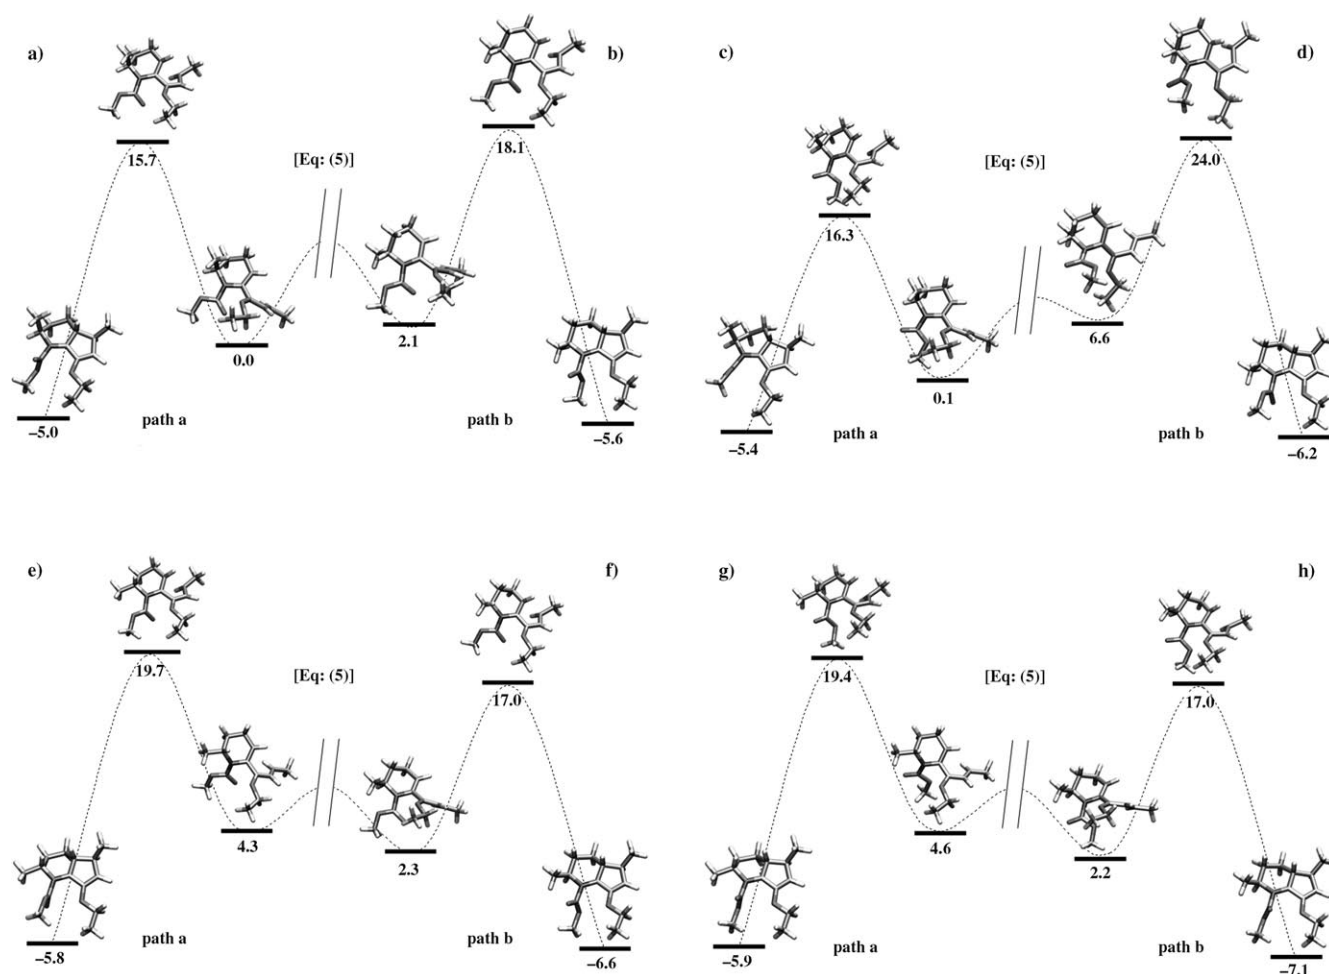 a)
b)
c)
d)
15.7
[Eq: (5)]
18.1
16.3
[Eq: (5)]
24.0
0.0
2.1
0.1
6.6
−5.0
path a
path b
−5.6
−5.4
path a
path b
−6.2
e)
f)
g)
h)
19.7
[Eq: (5)]
17.0
19.4
[Eq: (5)]
17.0
4.3
2.3
4.6
2.2
−5.8
path a
path b
−6.6
−5.9
path a
path b
−7.1